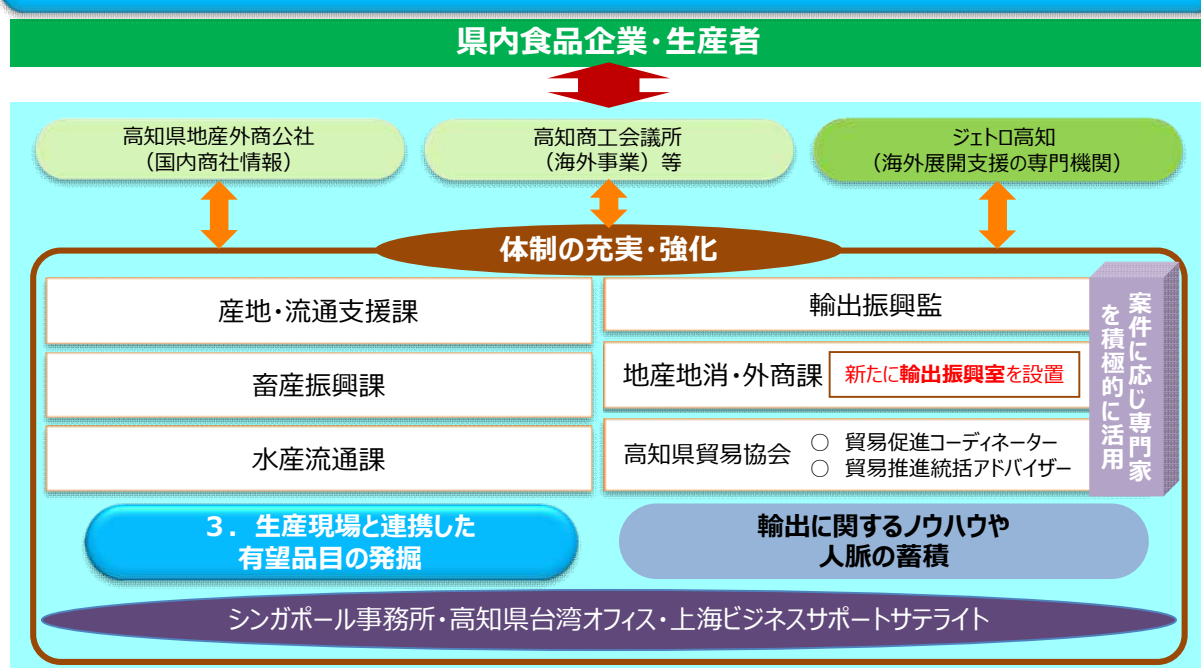 県内食品企業・生産者
高知県地産外商公社
(国内商社情報)
高知商工会議所
(海外事業)等
ジェトロ高知
(海外展開支援の専門機関)
体制の充実・強化
産地・流通支援課
畜産振興課
水産流通課
輸出振興監
地産地消・外商課
新たに輸出振興室を設置
高知県貿易協会
○ 貿易促進コーディネーター
○ 貿易推進統括アドバイザー
案件に応じ専門家
を積極的に活用
3．生産現場と連携した
有望品目の発掘
輸出に関するノウハウや
人脈の蓄積
シンガポール事務所・高知県台湾オフィス・上海ビジネスサポートサテライト